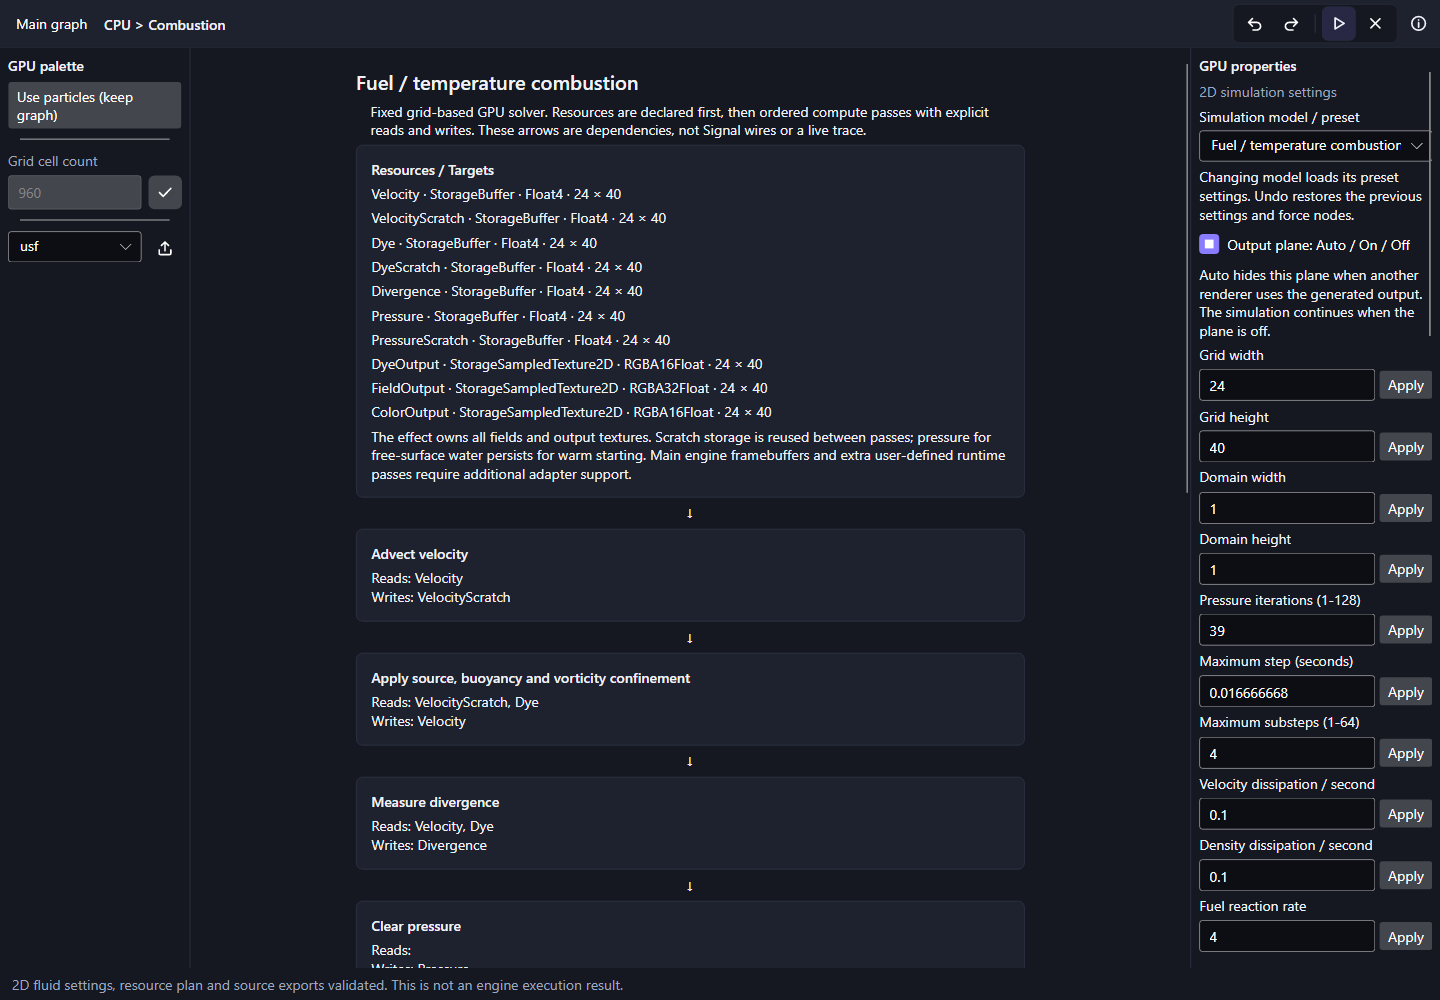 Main graph CPU > Combustion
GPU palette
Use particles (keep
graph)
Grid cell count
960
usf
Fuel / temperature combustion
Fixed grid-based GPU solver. Resources are declared first, then ordered compute passes with explicit
reads and writes. These arrows are dependencies, not Signal wires or a live trace.
Resources / Targets
Velocity · StorageBuffer · Float4 · 24 × 40
VelocityScratch · StorageBuffer · Float4 · 24 × 40
Dye · StorageBuffer · Float4 · 24 × 40
DyeScratch · StorageBuffer · Float4 · 24 × 40
Divergence · StorageBuffer · Float4 · 24 × 40
Pressure · StorageBuffer · Float4 · 24 × 40
PressureScratch · StorageBuffer · Float4 · 24 × 40
DyeOutput · StorageSampledTexture2D · RGBA16Float · 24 × 40
FieldOutput · StorageSampledTexture2D · RGBA32Float · 24 × 40
ColorOutput · StorageSampledTexture2D · RGBA16Float · 24 × 40
The effect owns all fields and output textures. Scratch storage is reused between passes; pressure for
free-surface water persists for warm starting. Main engine framebuffers and extra user-defined runtime
passes require additional adapter support.
↓
Advect velocity
Reads: Velocity
Writes: VelocityScratch
↓
Apply source, buoyancy and vorticity confinement
Reads: VelocityScratch, Dye
Writes: Velocity
↓
Measure divergence
Reads: Velocity, Dye
Writes: Divergence
↓
Clear pressure
Reads:
Writes: Pressure
GPU properties
2D simulation settings
Simulation model / preset
Fuel / temperature combustion
Changing model loads its preset
settings. Undo restores the previous
settings and force nodes.
Output plane: Auto / On / Off
Auto hides this plane when another
renderer uses the generated output.
The simulation continues when the
plane is off.
Grid width
24 Apply
Grid height
40 Apply
Domain width
1 Apply
Domain height
1 Apply
Pressure iterations (1-128)
39 Apply
Maximum step (seconds)
0.016666668 Apply
Maximum substeps (1-64)
4 Apply
Velocity dissipation / second
0.1 Apply
Density dissipation / second
0.1 Apply
Fuel reaction rate
4 Apply
2D fluid settings, resource plan and source exports validated. This is not an engine execution result.